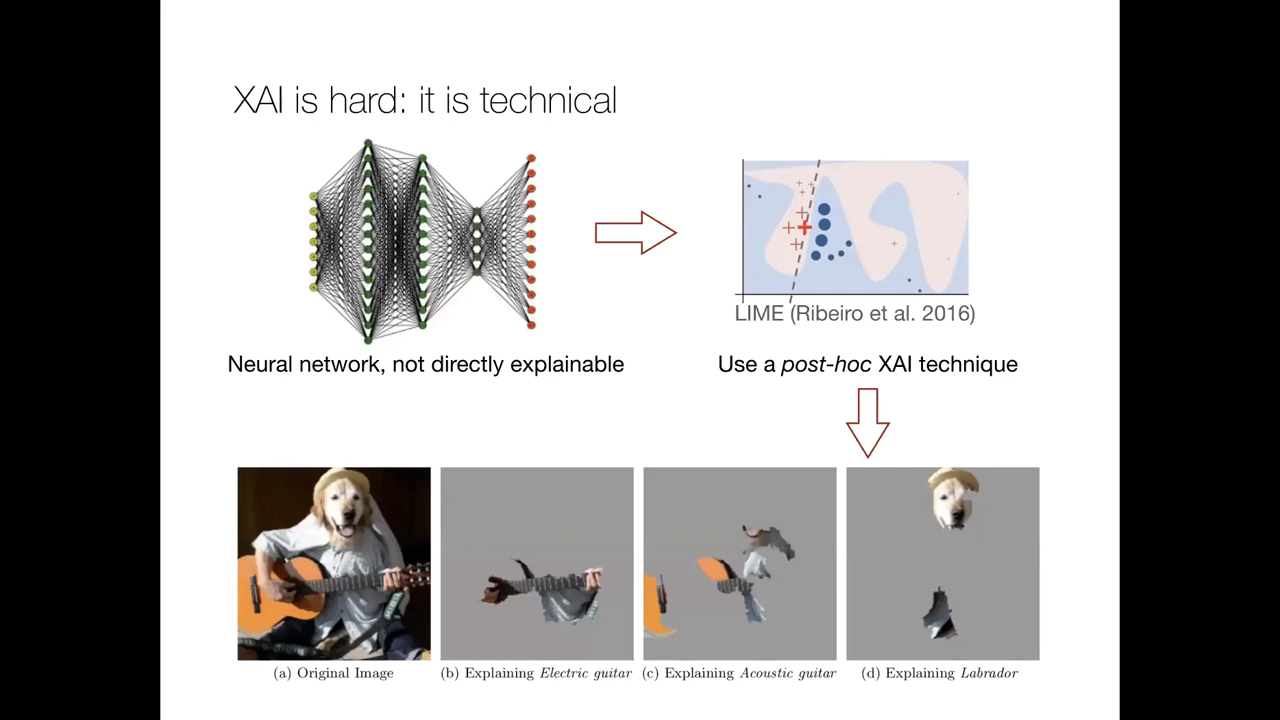 XAI is hard: it is technical
LIME (Ribeiro et al. 2016)
Neural network, not directly explainable
Use a post-hoc XAI technique
(a) Original Image
(b) Explaining Electric guitar
(c) Explaining Acoustic guitar
(d) Explaining Labrador